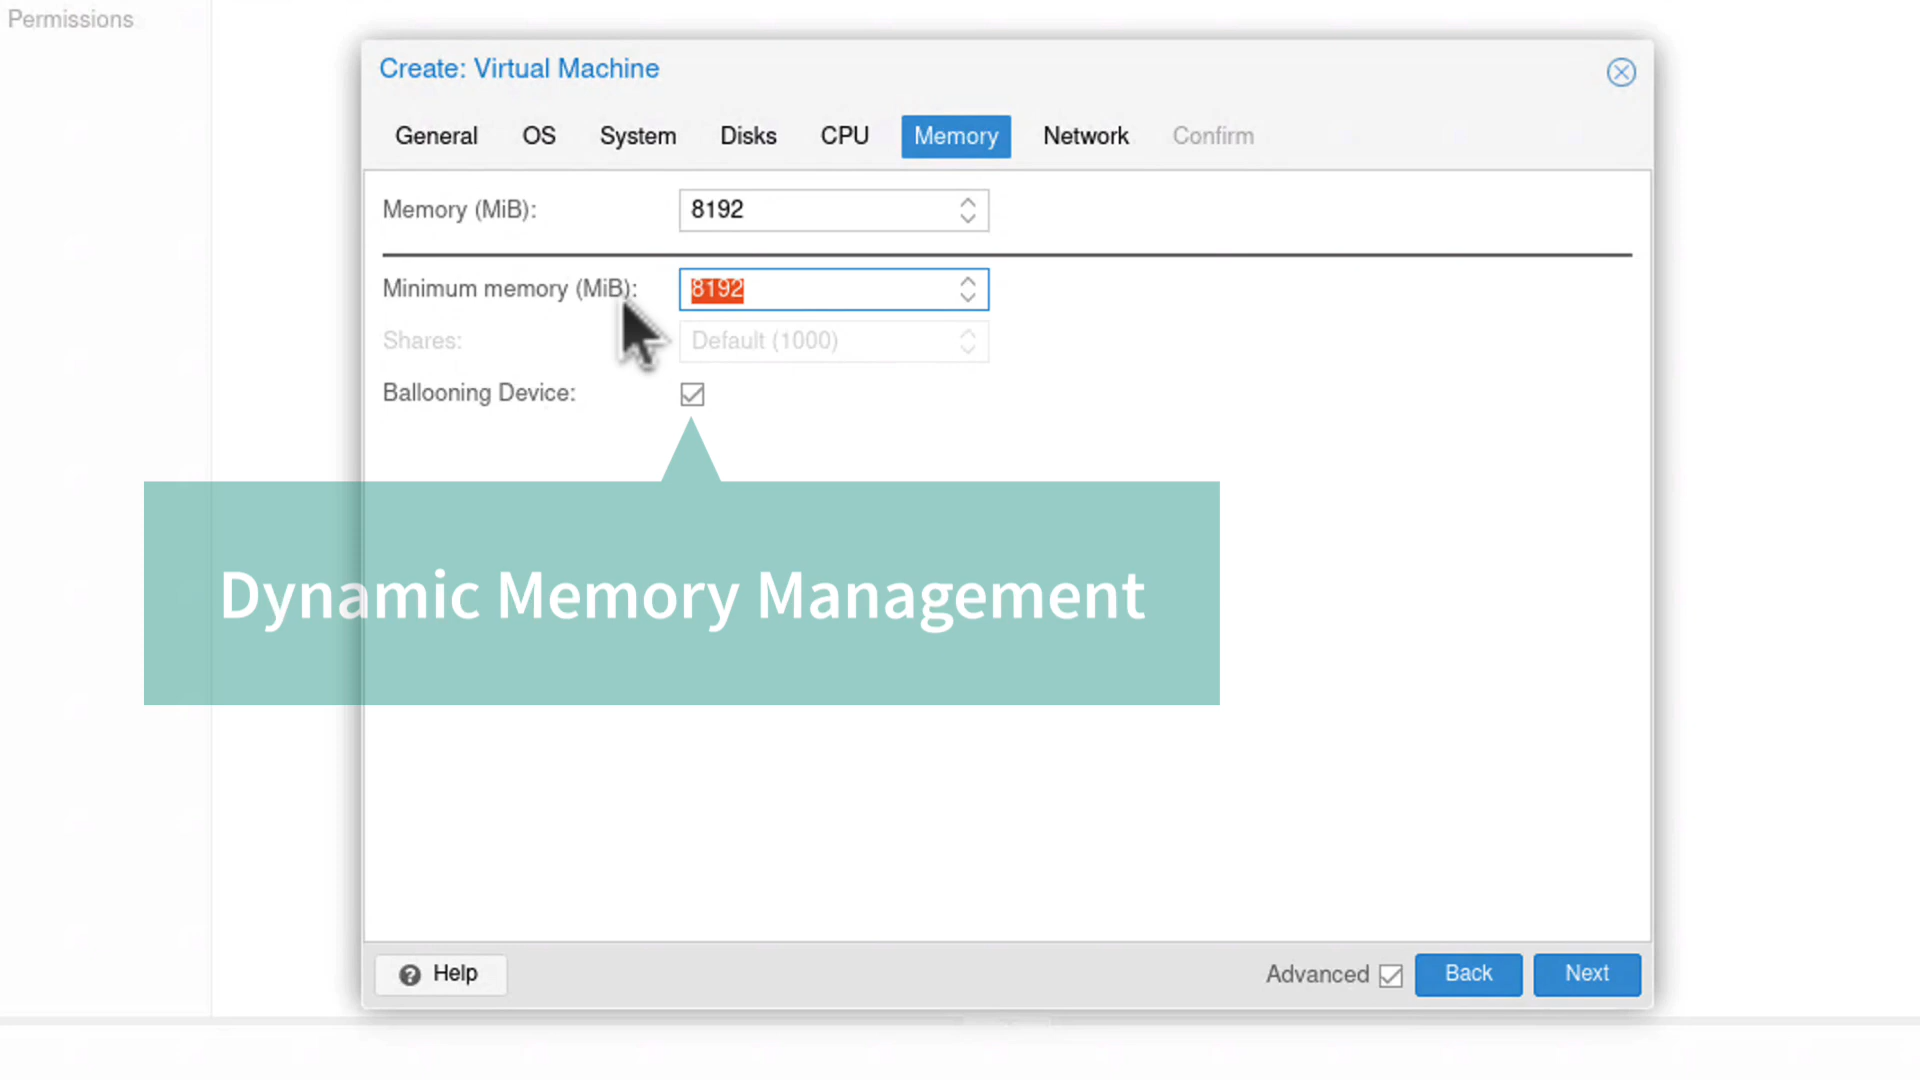 Permissions
Create: Virtual Machine
General OS System Disks CPU Memory Network Confirm
Memory (MiB): 8192
Minimum memory (MiB): 8192
Shares: Default (1000)
Ballooning Device:
Dynamic Memory Management
Help Advanced Back Next